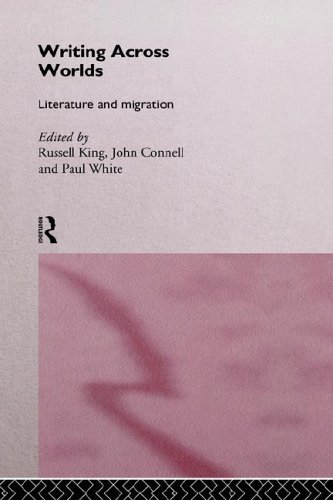 Writing Across
Worlds
Literature and migration
Edited by
Russell King, John Connell
and Paul White
ROUTLEDGE